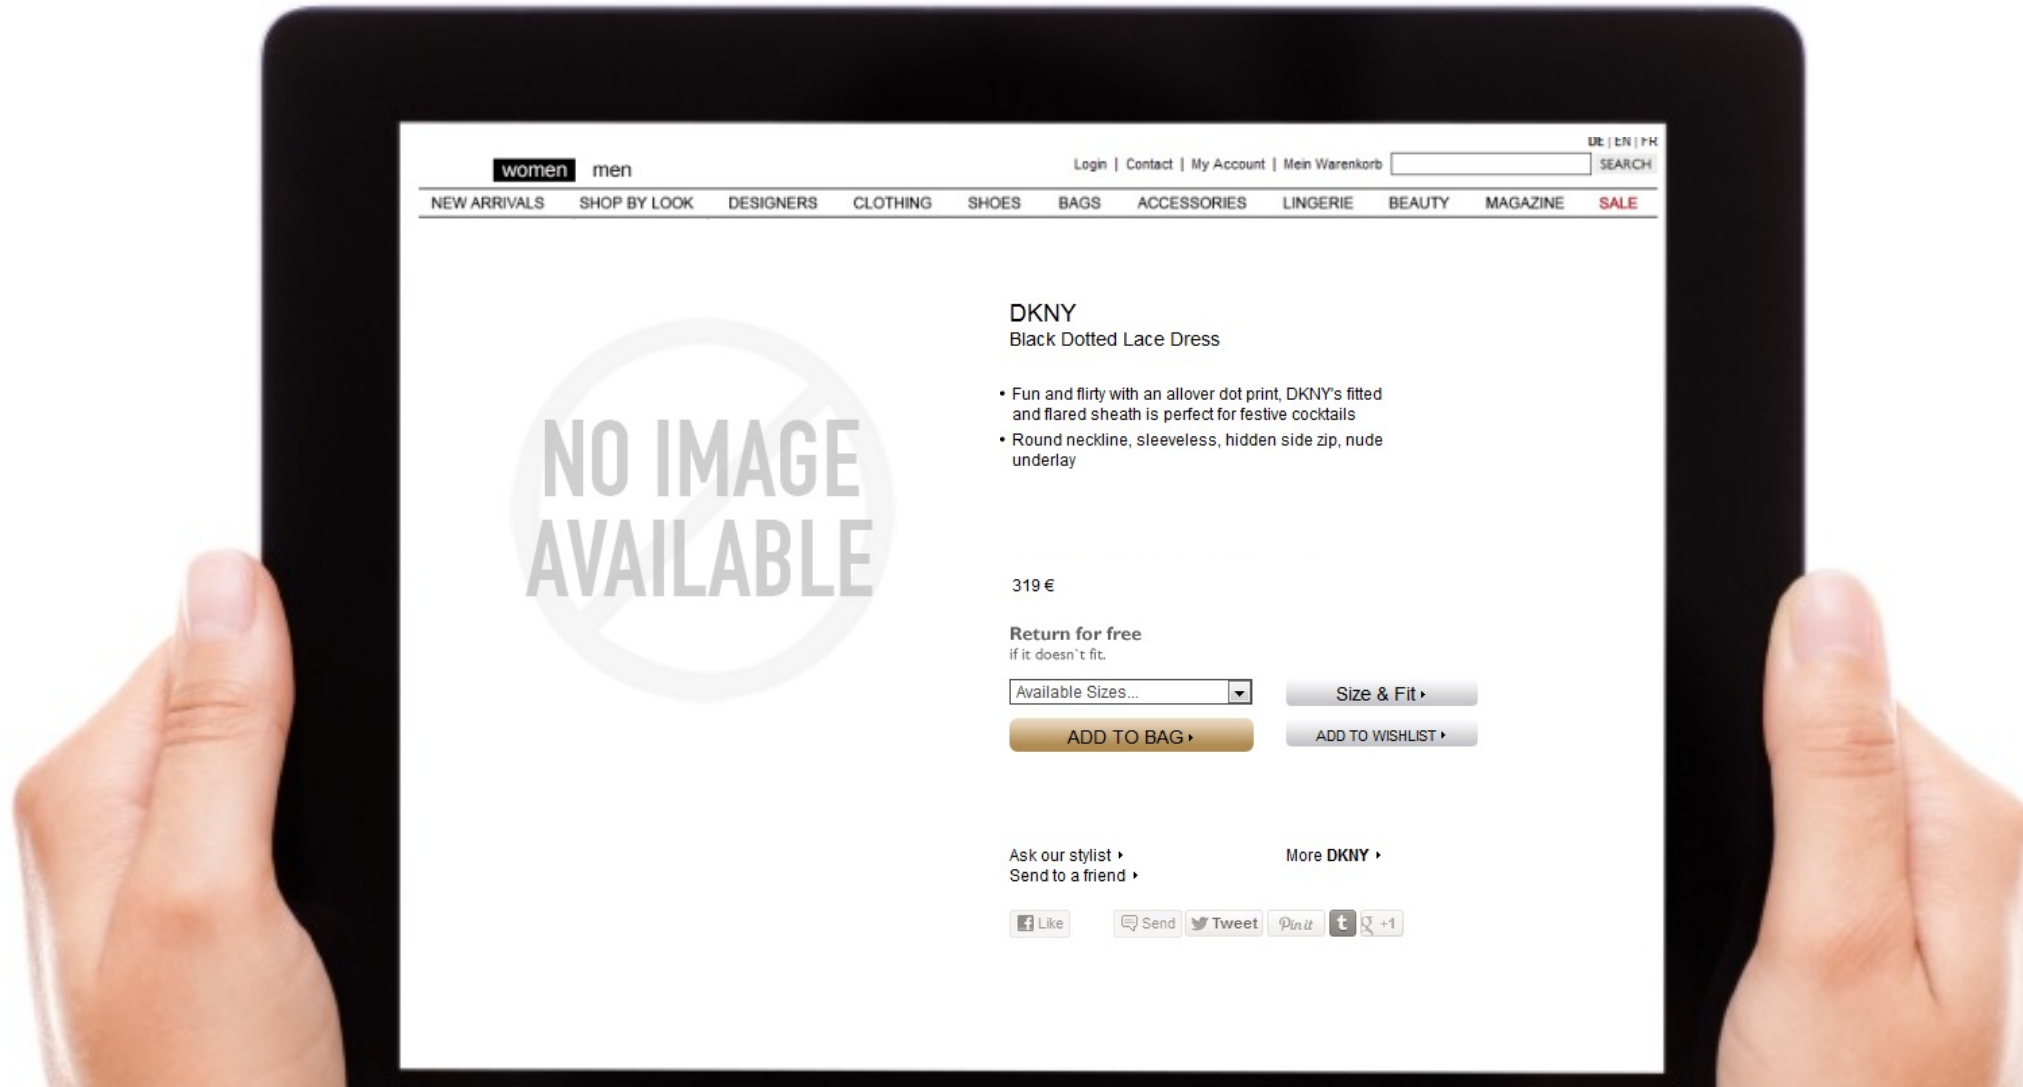 DE | EN | FR
women men
Login | Contact | My Account | Mein Warenkorb SEARCH
NEW ARRIVALS SHOP BY LOOK DESIGNERS CLOTHING SHOES BAGS ACCESSORIES LINGERIE BEAUTY MAGAZINE SALE
NO IMAGE
AVAILABLE
DKNY
Black Dotted Lace Dress
• Fun and flirty with an allover dot print, DKNY's fitted
and flared sheath is perfect for festive cocktails
• Round neckline, sleeveless, hidden side zip, nude
underlay
319 €
Return for free
if it doesn`t fit.
Available Sizes... Size & Fit
ADD TO BAG ADD TO WISHLIST
Ask our stylist More DKNY
Send to a friend
Like Send Tweet Pin it t g +1